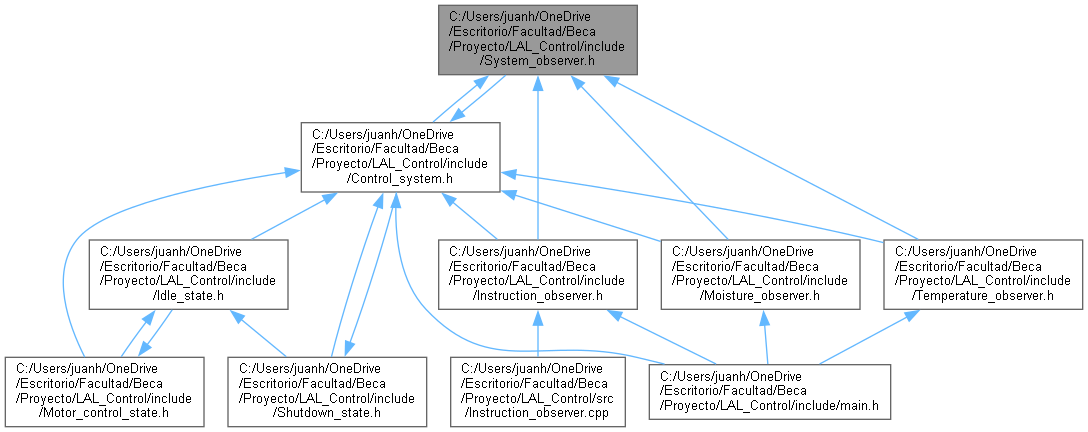 C:/Users/juanh/OneDrive
/Escritorio/Facultad/Beca
/Proyecto/LAL_Control/include
/System_observer.h
C:/Users/juanh/OneDrive
/Escritorio/Facultad/Beca
/Proyecto/LAL_Control/include
/Control_system.h
C:/Users/juanh/OneDrive
/Escritorio/Facultad/Beca
/Proyecto/LAL_Control/include
/Idle_state.h
C:/Users/juanh/OneDrive
/Escritorio/Facultad/Beca
/Proyecto/LAL_Control/include
/Instruction_observer.h
C:/Users/juanh/OneDrive
/Escritorio/Facultad/Beca
/Proyecto/LAL_Control/include
/Moisture_observer.h
C:/Users/juanh/OneDrive
/Escritorio/Facultad/Beca
/Proyecto/LAL_Control/include
/Temperature_observer.h
C:/Users/juanh/OneDrive
/Escritorio/Facultad/Beca
/Proyecto/LAL_Control/include
/Motor_control_state.h
C:/Users/juanh/OneDrive
/Escritorio/Facultad/Beca
/Proyecto/LAL_Control/include
/Shutdown_state.h
C:/Users/juanh/OneDrive
/Escritorio/Facultad/Beca
/Proyecto/LAL_Control/src
/Instruction_observer.cpp
C:/Users/juanh/OneDrive
/Escritorio/Facultad/Beca
/Proyecto/LAL_Control/include/main.h